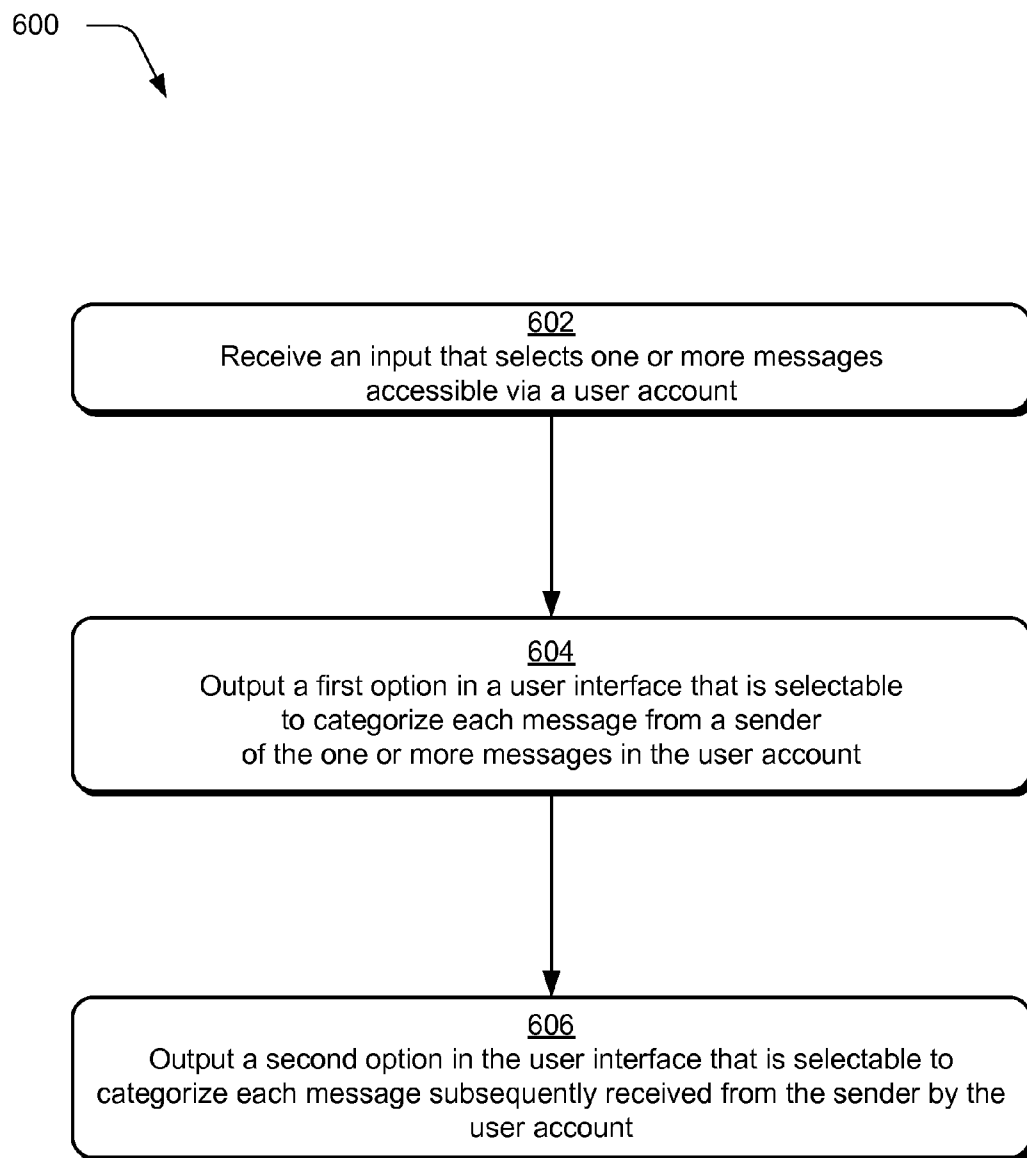 600
602
Receive an input that selects one or more messages
accessible via a user account
604
Output a first option in a user interface that is selectable
to categorize each message from a sender
of the one or more messages in the user account
606
Output a second option in the user interface that is selectable to
categorize each message subsequently received from the sender by the
user account